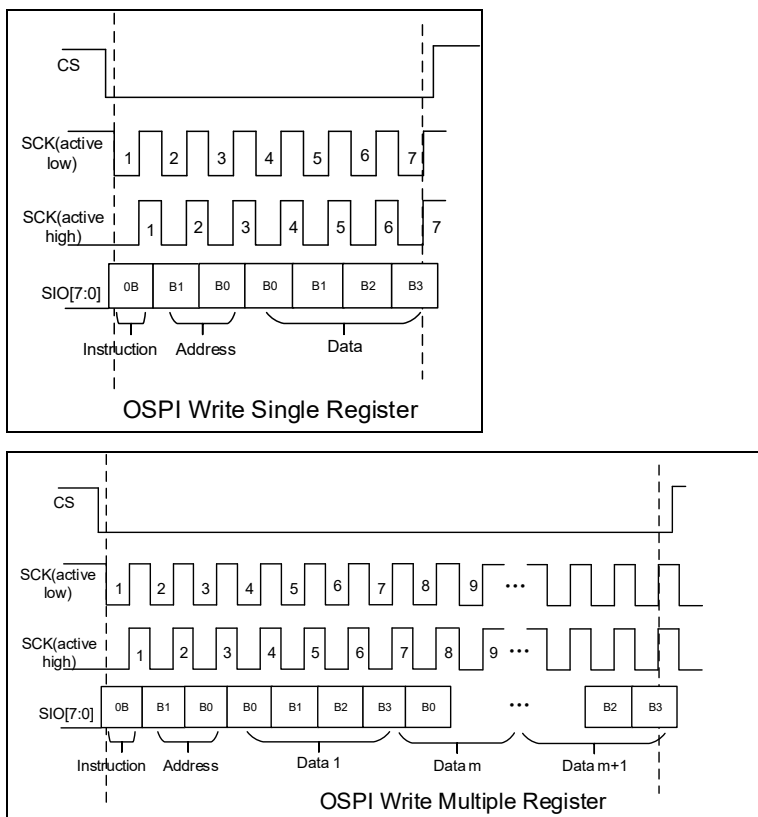 CS
SCK(active
low)
1 2 3 4 5 6 7
SCK(active
high)
1 2 3 4 5 6 7
SIO[7:0]
0B B1 B0 B0 B1 B2 B3
Instruction Address Data
OSPI Write Single Register
CS
SCK(active
low)
1 2 3 4 5 6 7 8 9 •••
SCK(active
high)
1 2 3 4 5 6 7 8 9 •••
SIO[7:0]
0B B1 B0 B0 B1 B2 B3 B0 ••• B2 B3
Instruction Address Data 1 Data m Data m+1
OSPI Write Multiple Register